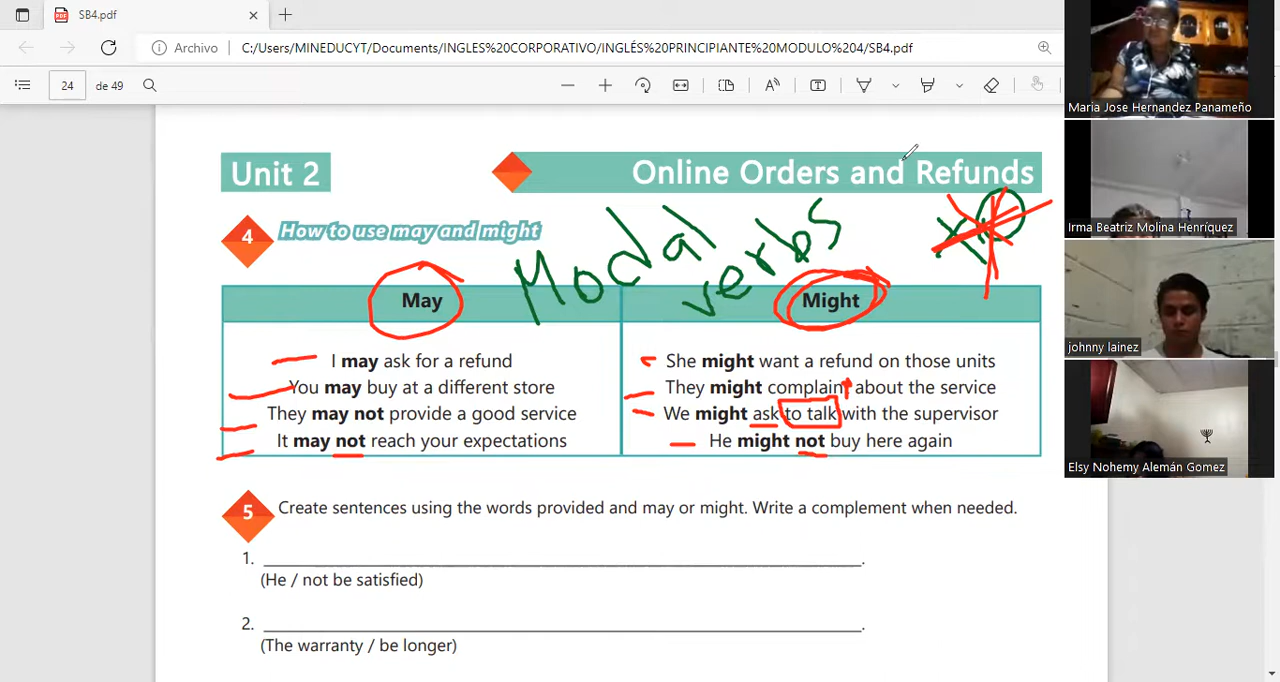 SB4.pdf
Archivo
C:/Users/MINEDUCYT/Documents/INGLES%20CORPORATIVO/INGLÉS%20PRINCIPIANTE%20MODULO%204/SB4.pdf
24 de 49
Unit 2
Online Orders and Refunds
4
How to use may and might
Modal verbs
May
Might
I may ask for a refund
You may buy at a different store
They may not provide a good service
It may not reach your expectations
She might want a refund on those units
They might complain about the service
We might ask to talk with the supervisor
He might not buy here again
5
Create sentences using the words provided and may or might. Write a complement when needed.
1.
(He / not be satisfied)
2.
(The warranty / be longer)
María Jose Hernandez Panameño
Irma Beatriz Molina Henríquez
johnny lainez
Elsy Nohemy Alemán Gomez